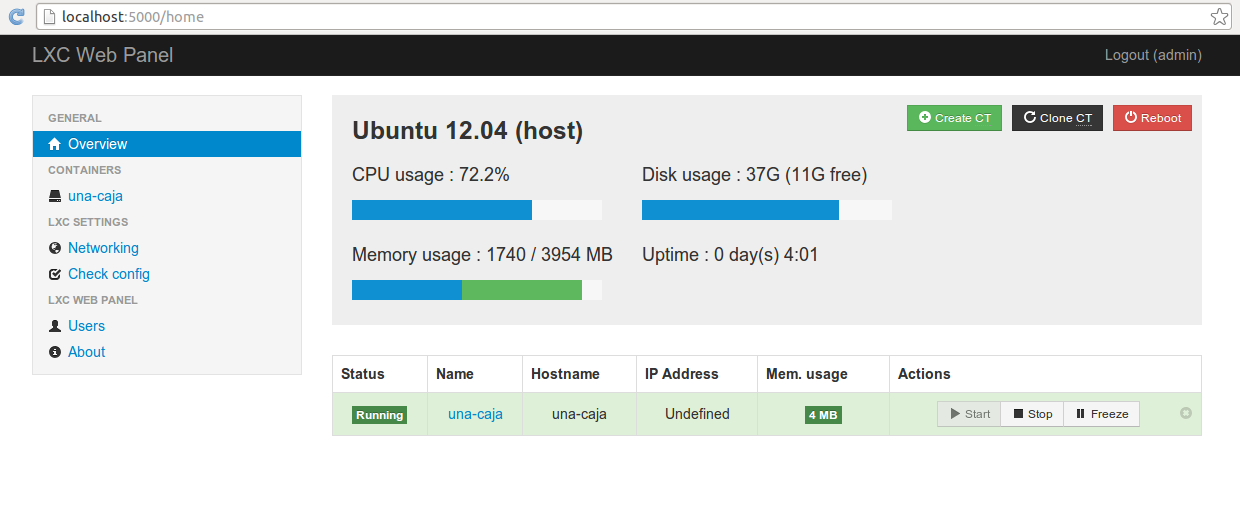 localhost:5000/home
LXC Web Panel
Logout (admin)
GENERAL
Overview
CONTAINERS
una-caja
LXC SETTINGS
Networking
Check config
LXC WEB PANEL
Users
About
Ubuntu 12.04 (host)
Create CT
Clone CT
Reboot
CPU usage : 72.2%
Disk usage : 37G (11G free)
Memory usage : 1740 / 3954 MB
Uptime : 0 day(s) 4:01
Status Name Hostname IP Address Mem. usage Actions
Running una-caja una-caja Undefined 4 MB Start Stop Freeze